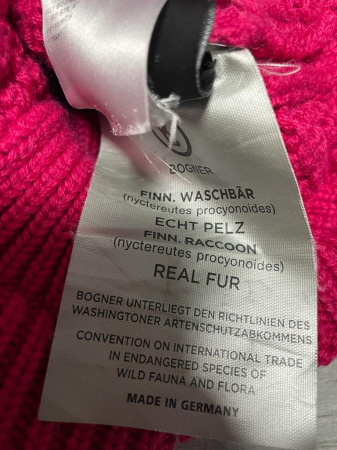 BOGNER
FINN. WASCHBÄR
(nyctereutes procyonoides)
ECHT PELZ
FINN. RACCOON
(nyctereutes procyonoides)
REAL FUR
BOGNER UNTERLIEGT DEN RICHTLINIEN DES
WASHINGTONER ARTENSCHUTZABKOMMENS
CONVENTION ON INTERNATIONAL TRADE
IN ENDANGERED SPECIES OF
WILD FAUNA AND FLORA
MADE IN GERMANY